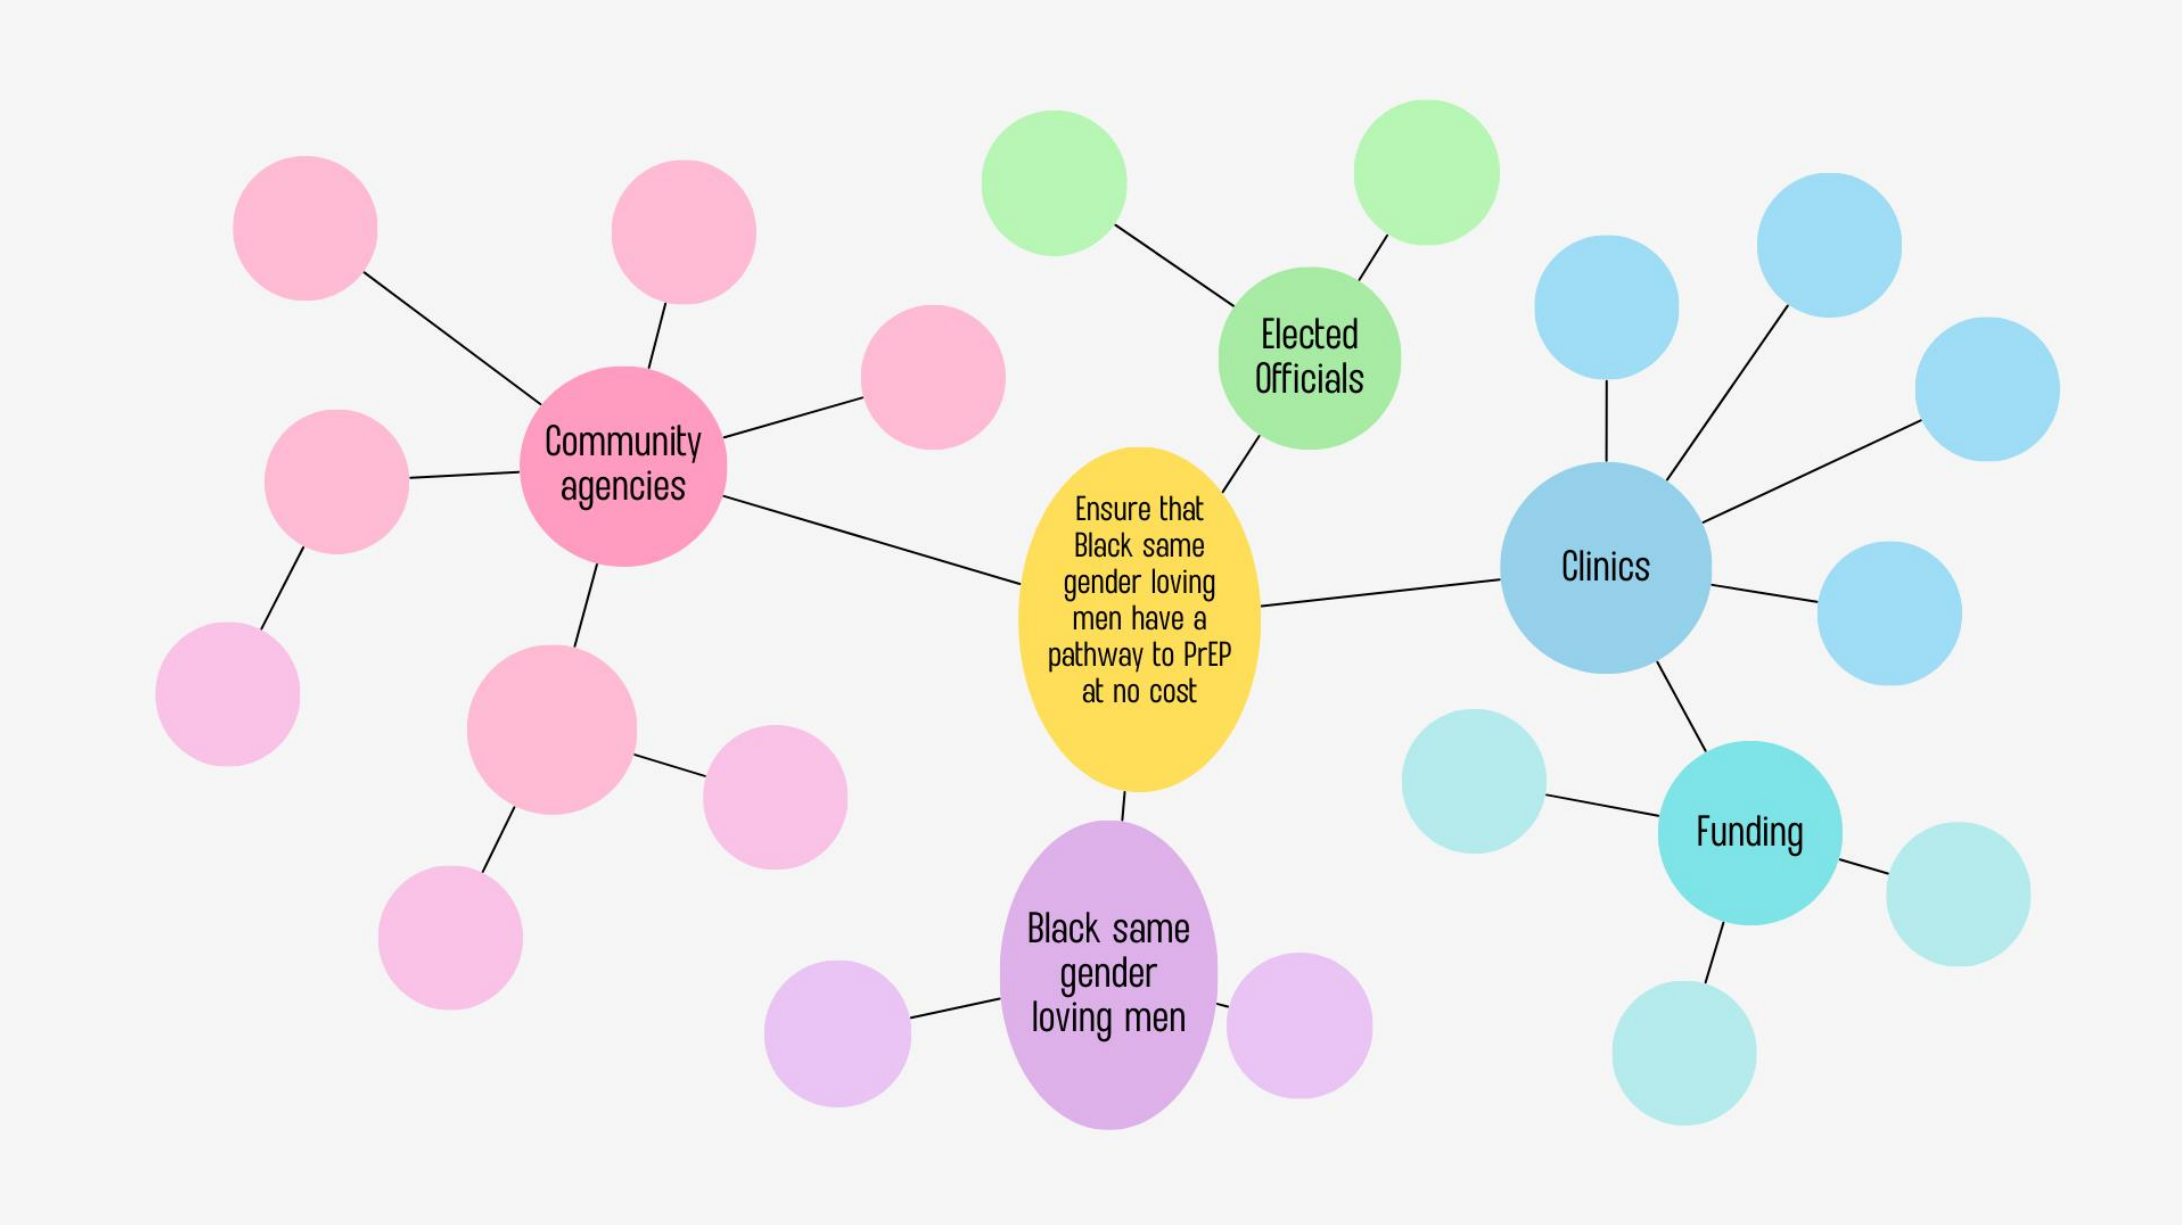 Elected
Officials
Community
agencies
Ensure that
Black same
gender loving
men have a
pathway to PrEP
at no cost
Clinics
Funding
Black same
gender
loving men